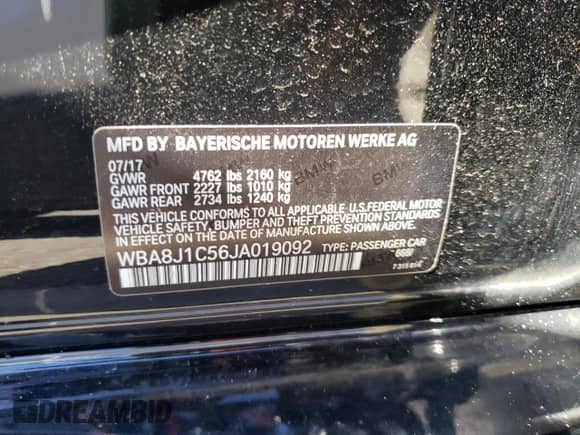 MFD BY BAYERISCHE MOTOREN WERKE AG
07/17
GVWR 4762 lbs 2160 kg
GAWR FRONT 2227 lbs 1010 kg
GAWR REAR 2734 lbs 1240 kg
THIS VEHICLE CONFORMS TO ALL APPLICABLE U.S.FEDERAL MOTOR
VEHICLE SAFETY, BUMPER, AND THEFT PREVENTION STANDARDS
IN EFFECT ON THE DATE OF MANUFACTURE SHOWN ABOVE.
WBA8J1C56JA019092 TYPE: PASSENGER CAR
BMW
DREAMBID